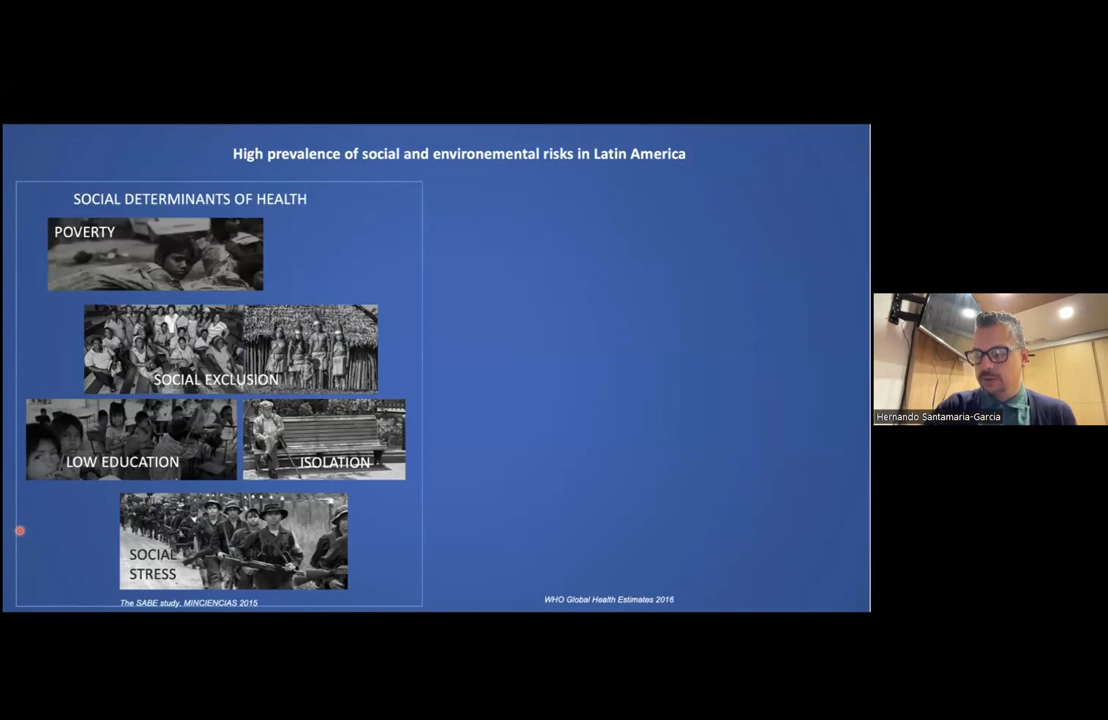 High prevalence of social and environemental risks in Latin America
SOCIAL DETERMINANTS OF HEALTH
POVERTY
SOCIAL EXCLUSION
LOW EDUCATION
ISOLATION
SOCIAL
STRESS
The SABE study. MINCIENCIAS 2015
WHO Global Health Estimates 2016
Hernando Santamaria-Garcia